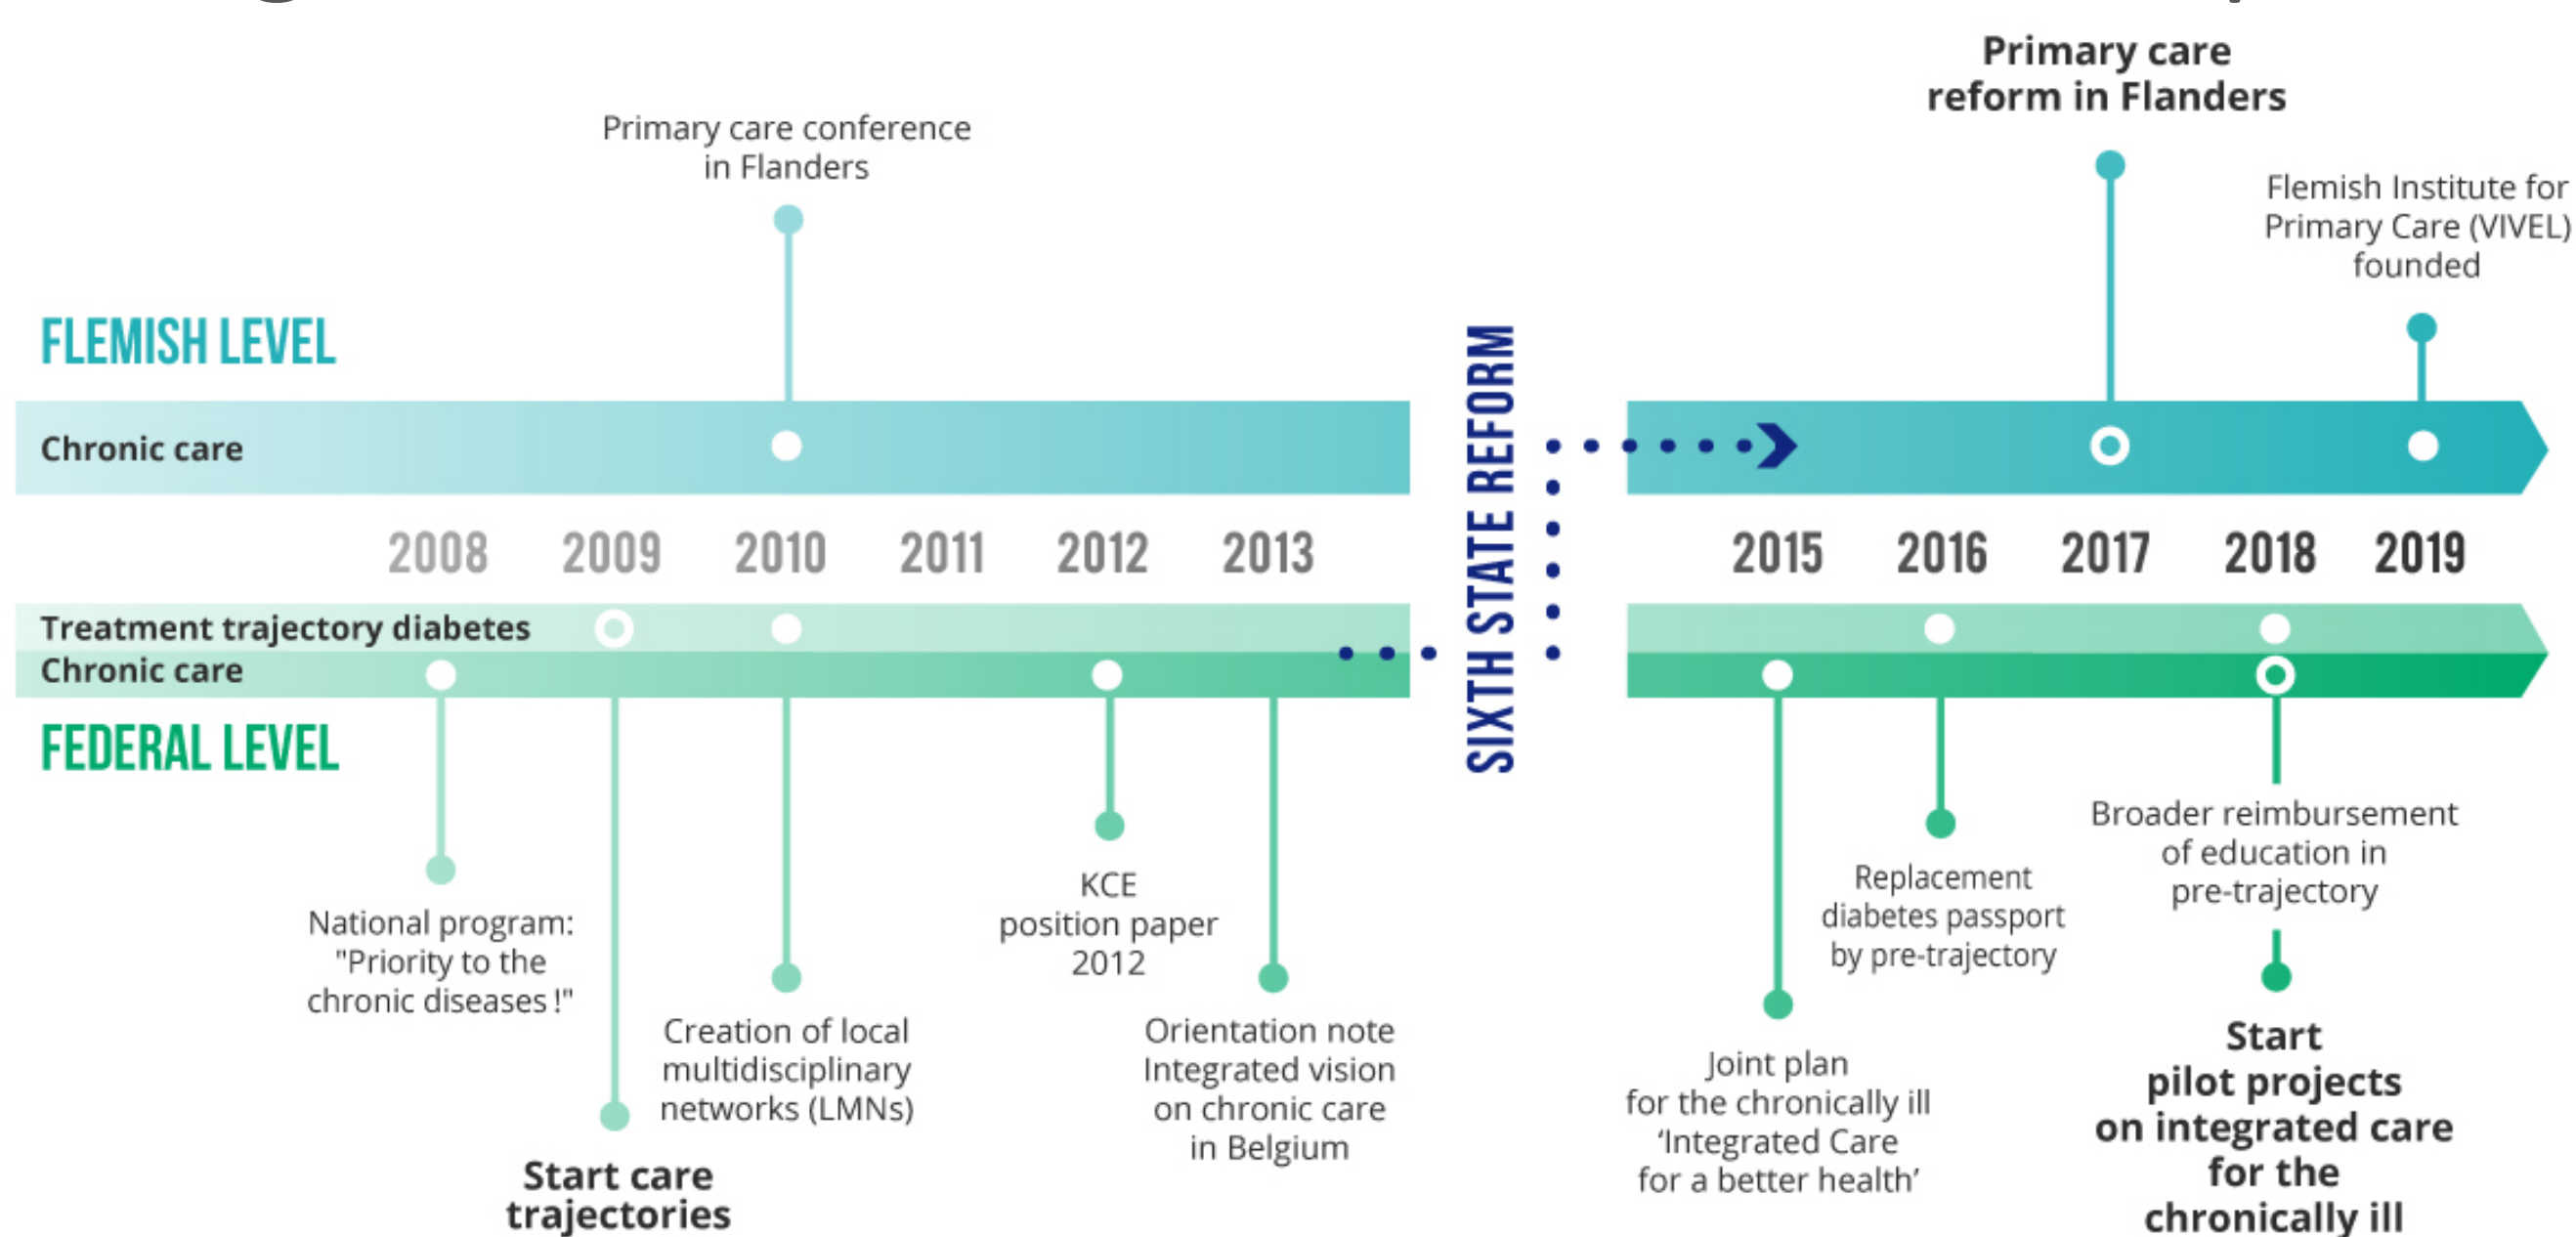 Primary care
reform in Flanders
Primary care conference
in Flanders
Flemish Institute for
Primary Care (VIVEL)
founded
FLEMISH LEVEL
SIXTH STATE REFORM
Chronic care
2008 2009 2010 2011 2012 2013 2015 2016 2017 2018 2019
Treatment trajectory diabetes
Chronic care
FEDERAL LEVEL
National program:
"Priority to the
chronic diseases !"
Start care
trajectories
Creation of local
multidisciplinary
networks (LMNs)
KCE
position paper
2012
Orientation note
Integrated vision
on chronic care
in Belgium
Joint plan
for the chronically ill
‘Integrated Care
for a better health’
Replacement
diabetes passport
by pre-trajectory
Broader reimbursement
of education in
pre-trajectory
Start
pilot projects
on integrated care
for the
chronically ill